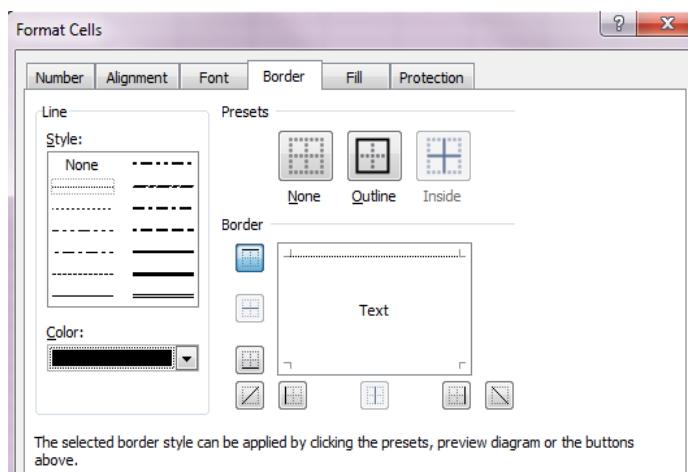 Format Cells
Number Alignment Font Border Fill Protection
Line
Style:
None
Color:
Presets
None Outline Inside
Border
Text
The selected border style can be applied by clicking the presets, preview diagram or the buttons
above.